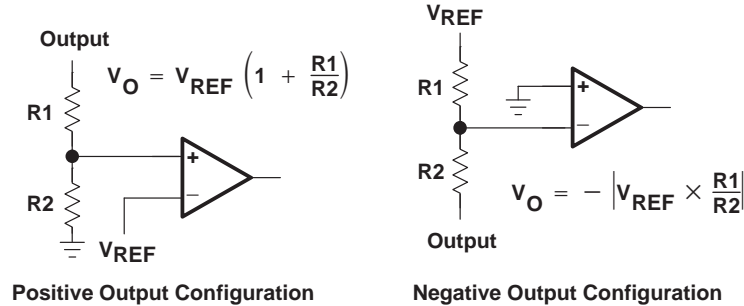 Output
V_O = V_REF (1 + R1/R2)
R1
R2
+
−
V_REF
Positive Output Configuration
V_REF
R1
+
−
R2
V_O = − |V_REF × R1/R2|
Output
Negative Output Configuration